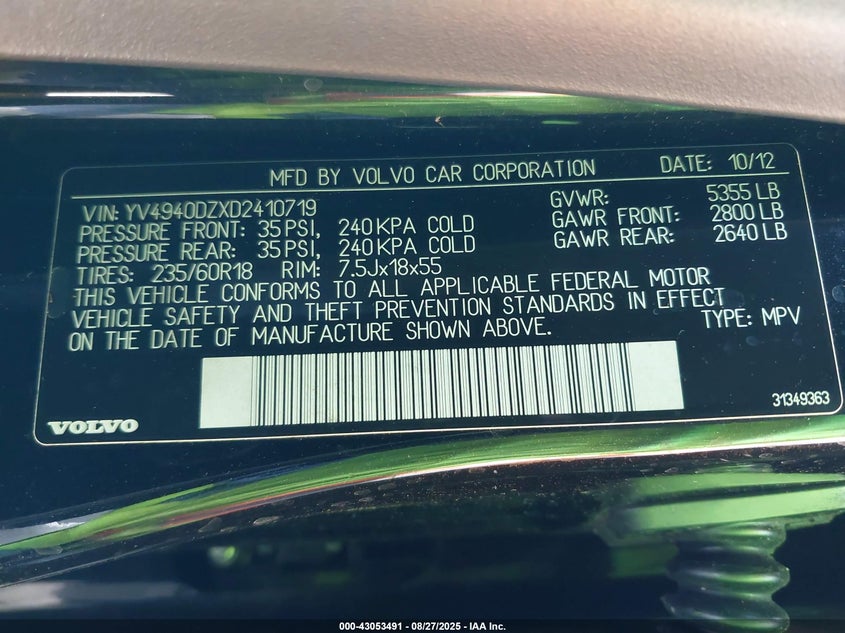 MFD BY VOLVO CAR CORPORATION DATE: 10/12
VIN: YV4940DZXD2410719 GVWR: 5355 LB
PRESSURE FRONT: 35 PSI, 240 KPA COLD GAWR FRONT: 2800 LB
PRESSURE REAR: 35 PSI, 240 KPA COLD GAWR REAR: 2640 LB
TIRES: 235/60R18 RIM: 7.5Jx18x55
THIS VEHICLE CONFORMS TO ALL APPLICABLE FEDERAL MOTOR
VEHICLE SAFETY AND THEFT PREVENTION STANDARDS IN EFFECT
ON THE DATE OF MANUFACTURE SHOWN ABOVE. TYPE: MPV
31349363
VOLVO
000-43053491 - 08/27/2025 - IAA Inc.